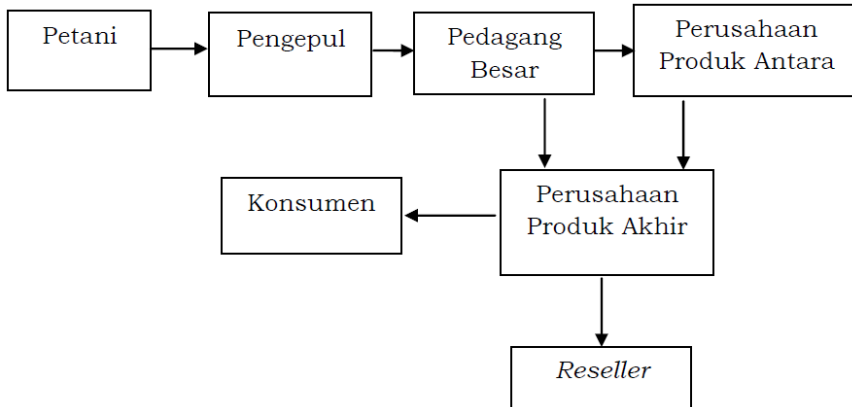 Petani
Pengepul
Pedagang
Besar
Perusahaan
Produk Antara
Konsumen
Perusahaan
Produk Akhir
Reseller